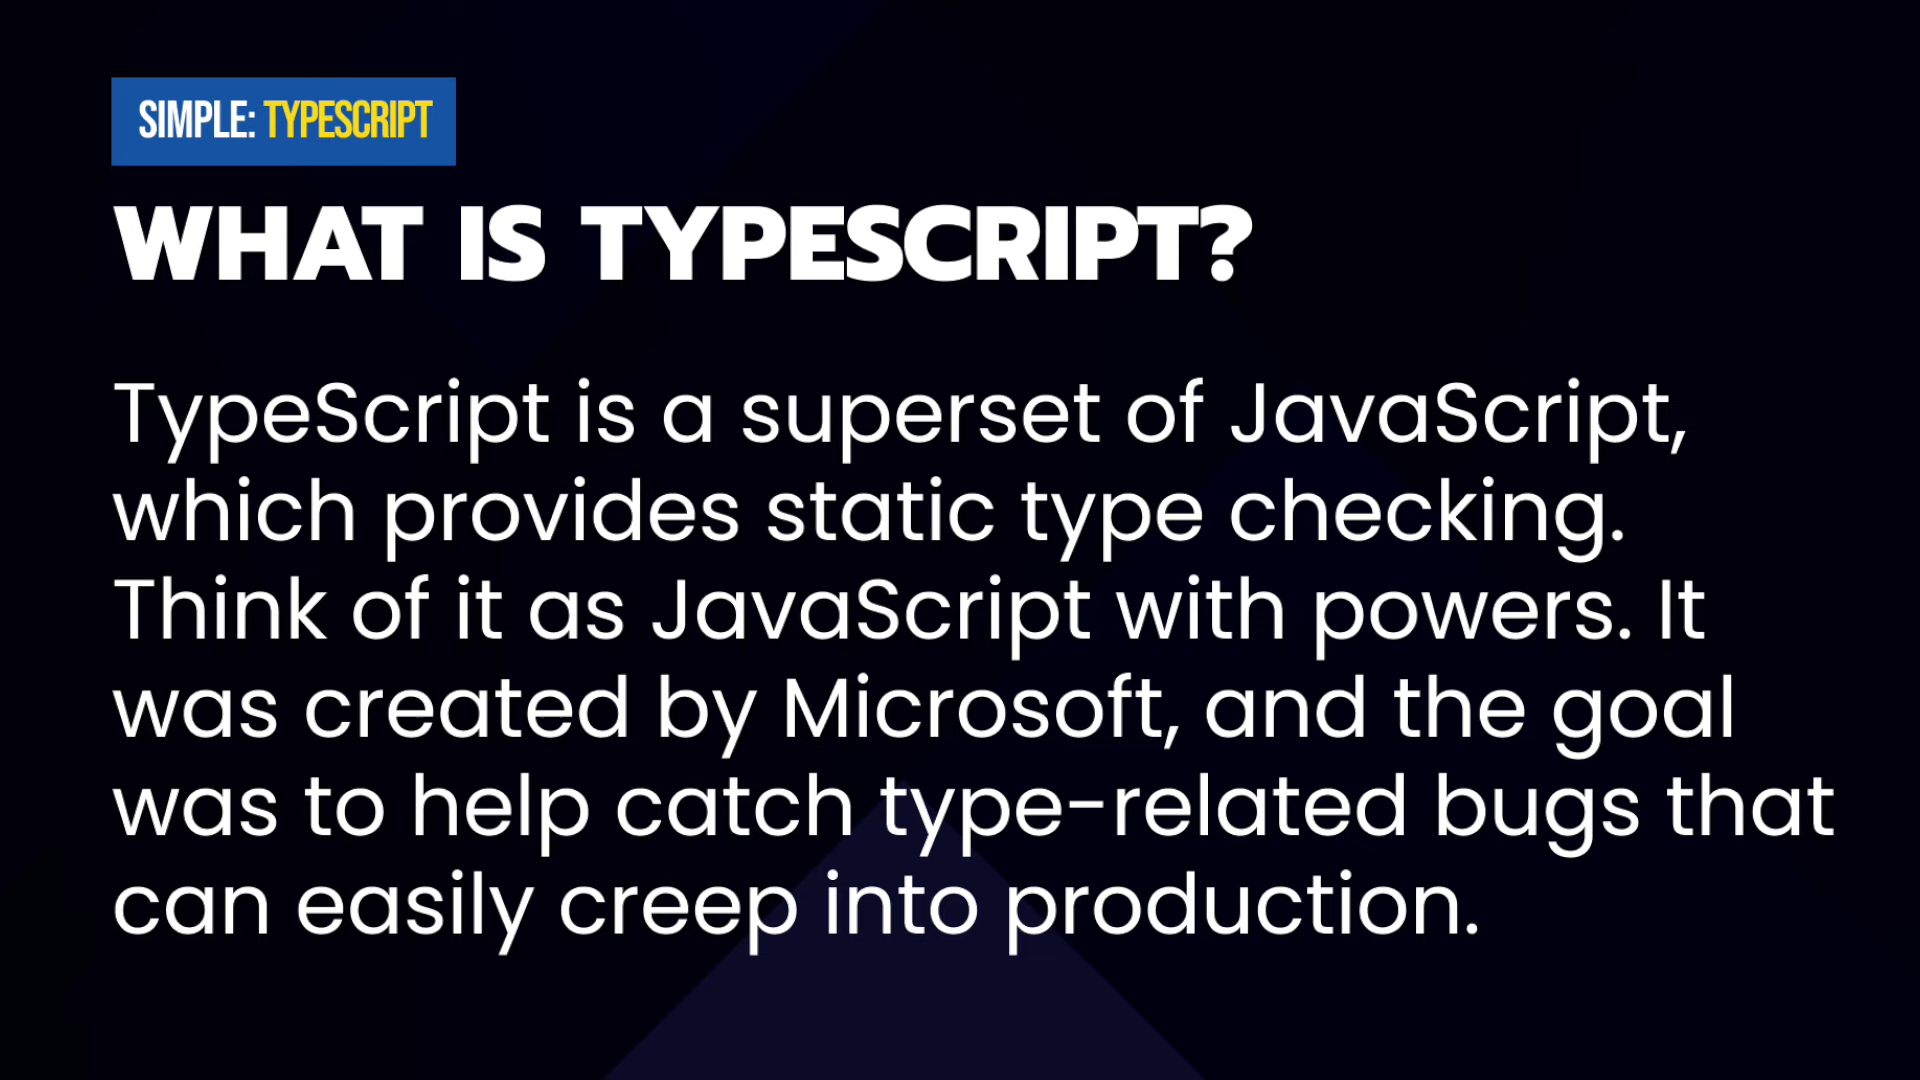 SIMPLE: TYPESCRIPT
WHAT IS TYPESCRIPT?
TypeScript is a superset of JavaScript,
which provides static type checking.
Think of it as JavaScript with powers. It
was created by Microsoft, and the goal
was to help catch type-related bugs that
can easily creep into production.